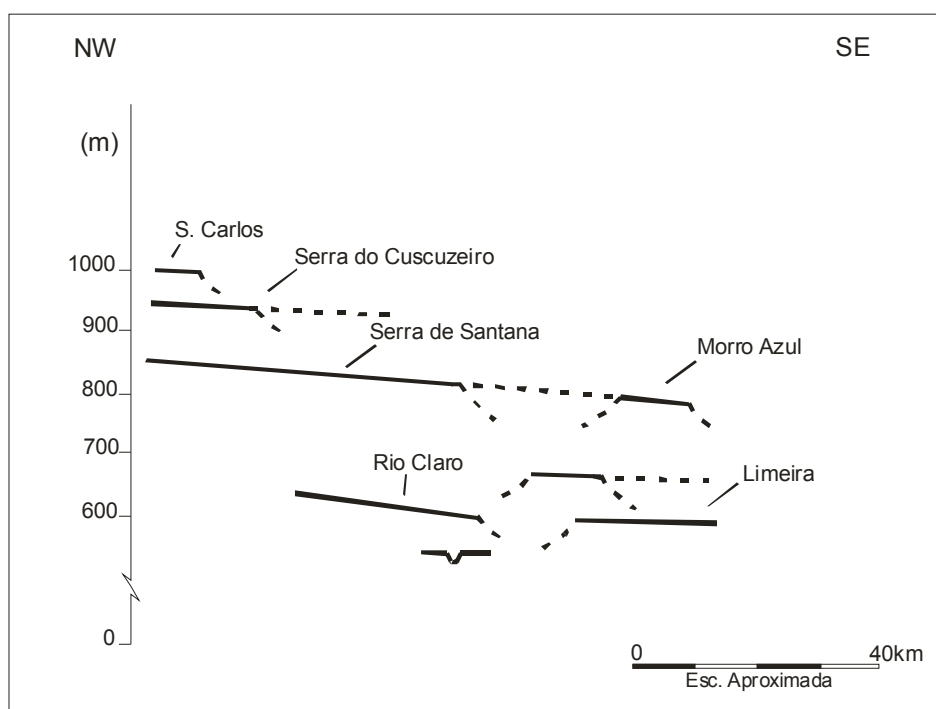 NW
SE
(m)
S. Carlos
1000
Serra do Cuscuzeiro
900
Serra de Santana
Morro Azul
800
700
Rio Claro
Limeira
600
0
0 40km
Esc. Aproximada